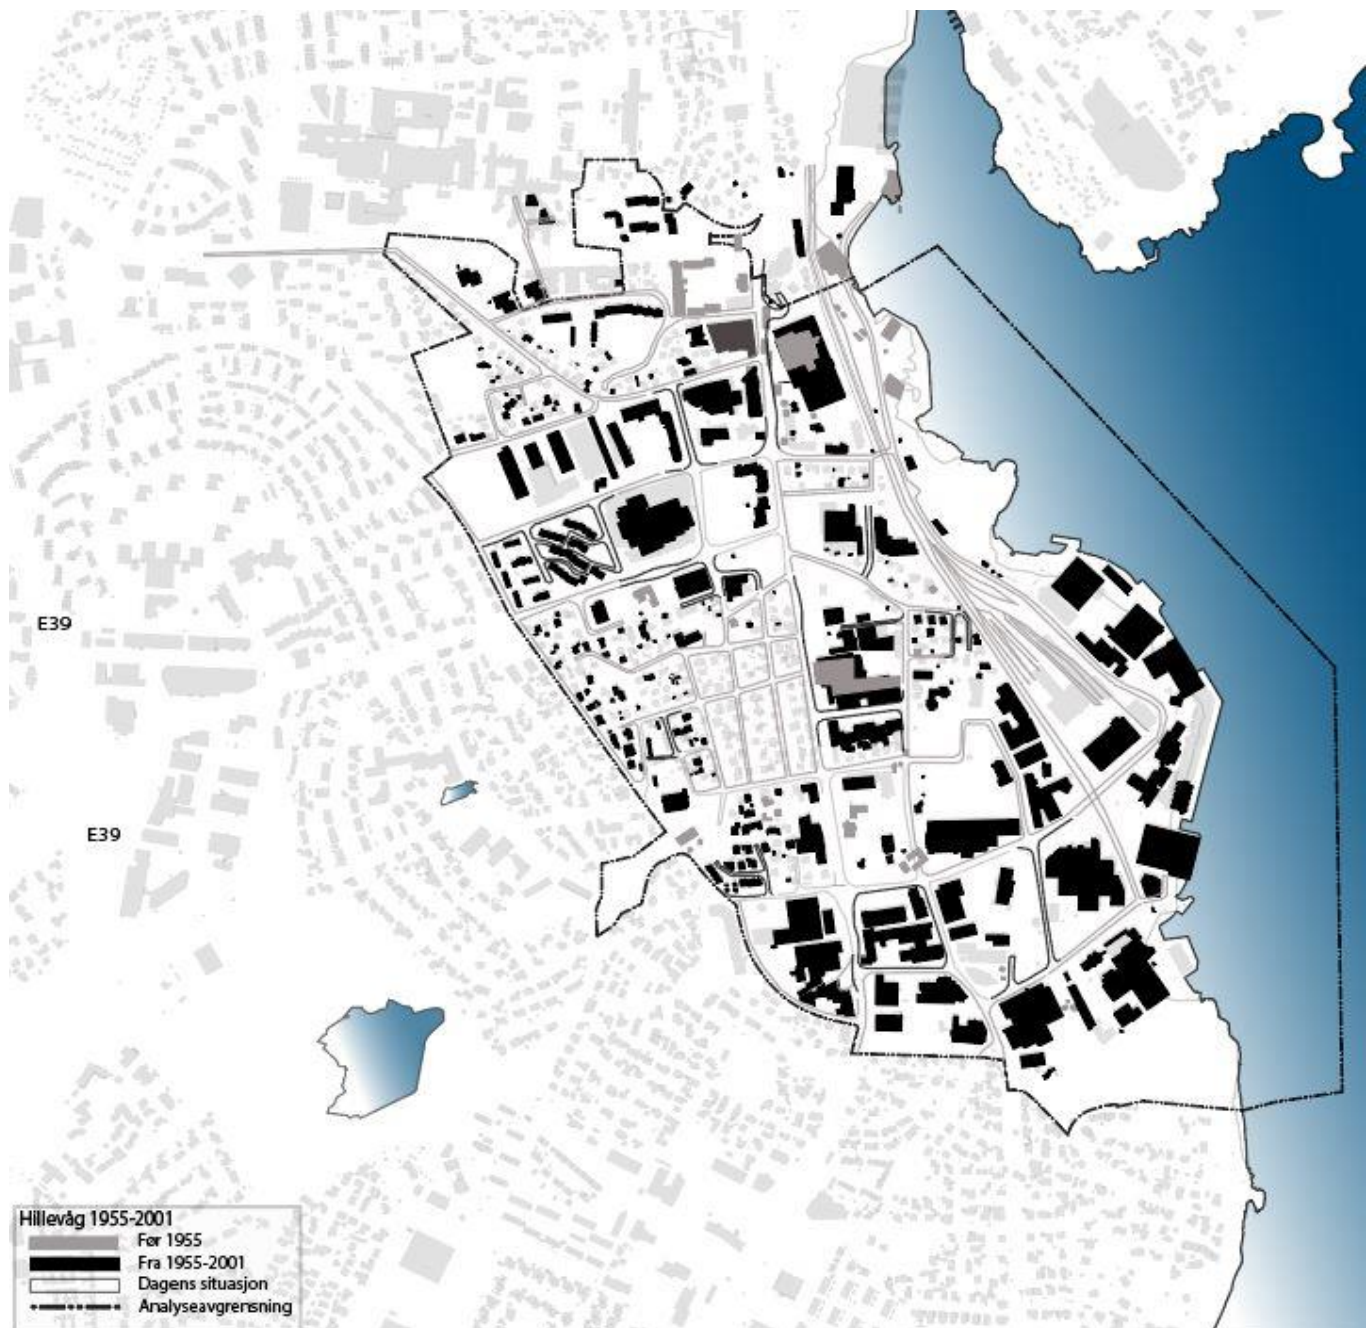 E39
E39
Hillevåg 1955-2001
Før 1955
Fra 1955-2001
Dagens situasjon
Analyseavgrensning